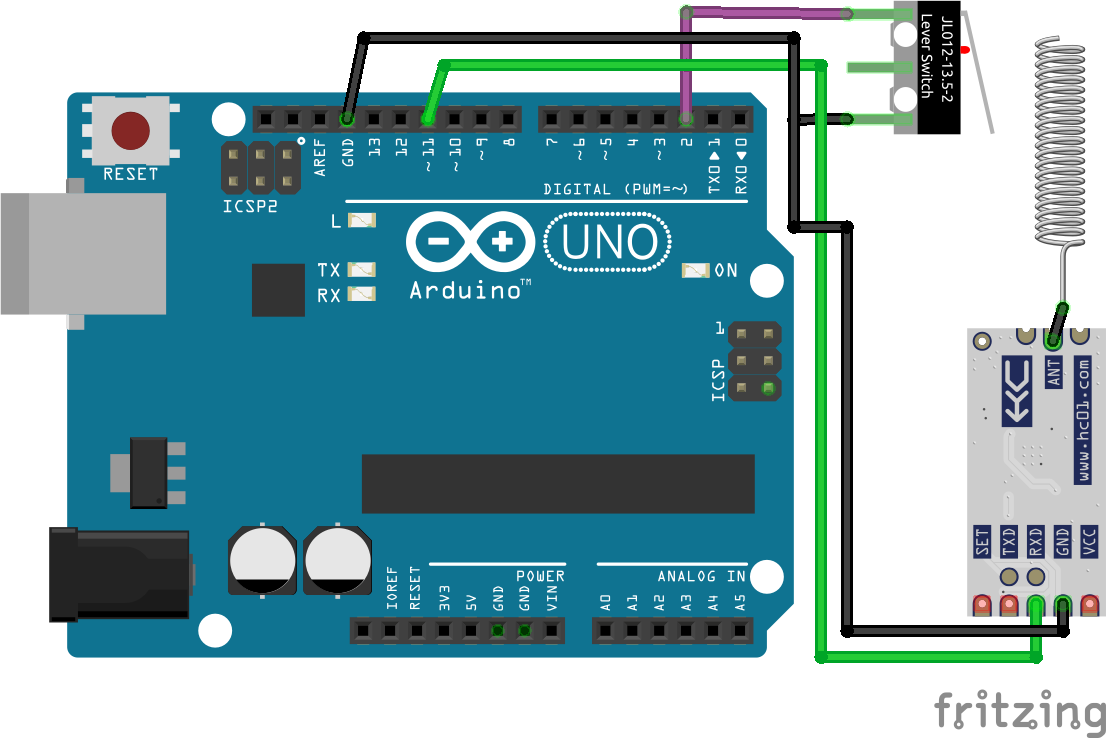 JL012-13.5-2
Lever Switch
RESET
ICSP2
AREF
GND
13
12
~11
~10
~9
8
7
~6
~5
4
~3
2
TX0▶1
RX0◀0
DIGITAL (PWM=~)
L
TX
RX
UNO
Arduino™
ON
1
ICSP
ANT
HC
www.hc01.com
SET
TXD
RXD
GND
VCC
POWER
ANALOG IN
IOREF
RESET
3V3
5V
GND
GND
VIN
A0
A1
A2
A3
A4
A5
fritzing